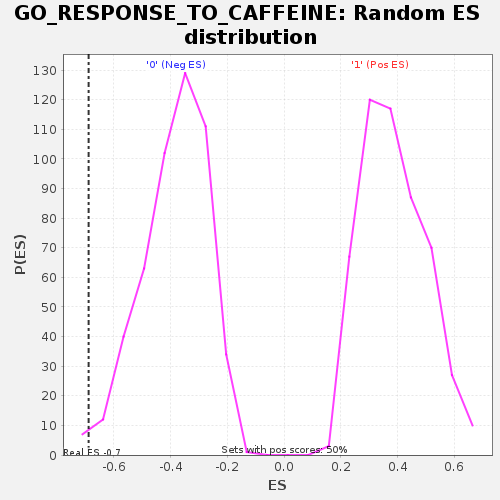 GO_RESPONSE_TO_CAFFEINE: Random ES
distribution
'0' (Neg ES)
'1' (Pos ES)
130
120
110
100
90
80
70
60
50
40
30
20
10
0
P(ES)
Real ES -0.7
Sets with pos scores: 50%
-0.6
-0.4
-0.2
0.0
0.2
0.4
0.6
ES